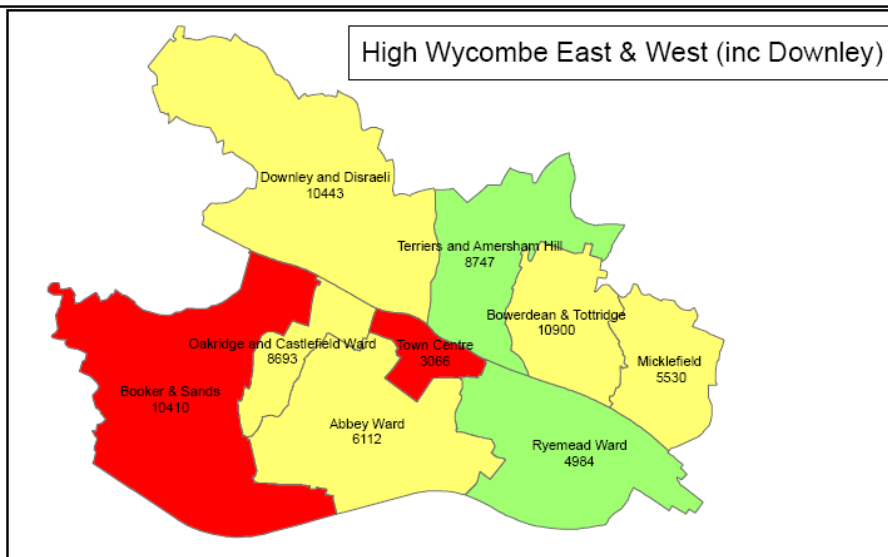 High Wycombe East & West (inc Downley)
Downley and Disraeli
10443
Terriers and Amersham Hill
8747
Bowerdean & Tottridge
10900
Oakridge and Castlefield Ward
8693
Town Centre
3066
Micklefield
5530
Booker & Sands
10410
Abbey Ward
6112
Ryemead Ward
4984